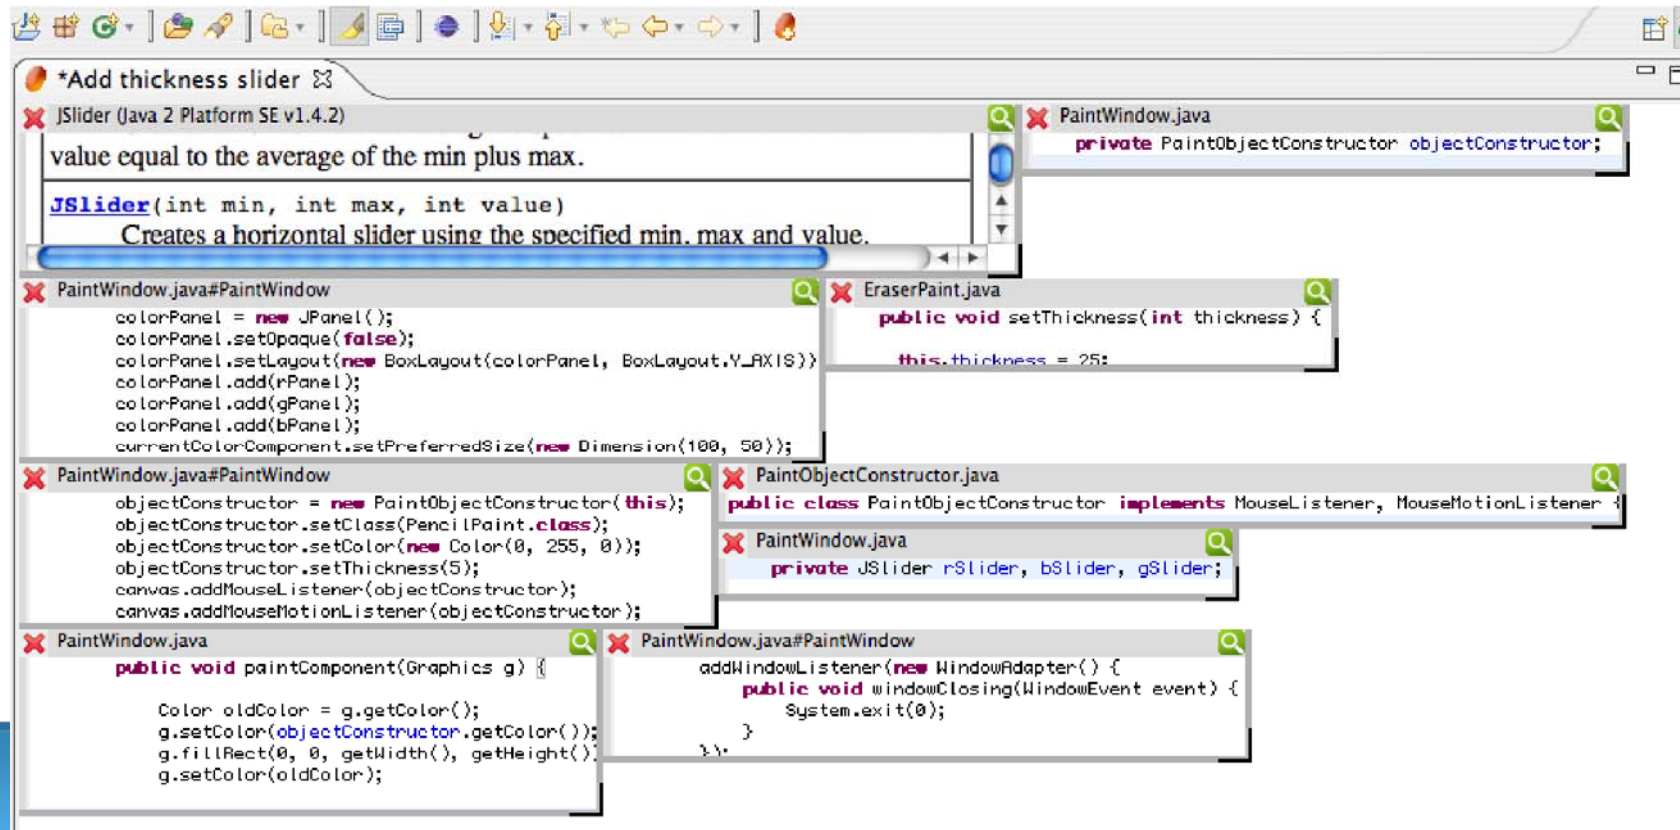 *Add thickness slider
JSlider (Java 2 Platform SE v1.4.2)
value equal to the average of the min plus max.
JSlider(int min, int max, int value)
Creates a horizontal slider using the specified min, max and value.
PaintWindow.java
private PaintObjectConstructor objectConstructor;
PaintWindow.java#PaintWindow
colorPanel = new JPanel();
colorPanel.setOpaque(false);
colorPanel.setLayout(new BoxLayout(colorPanel, BoxLayout.Y_AXIS))
colorPanel.add(rPanel);
colorPanel.add(gPanel);
colorPanel.add(bPanel);
currentColorComponent.setPreferredSize(new Dimension(100, 50));
EraserPaint.java
public void setThickness(int thickness) {
this.thickness = 25;
PaintWindow.java#PaintWindow
objectConstructor = new PaintObjectConstructor(this);
objectConstructor.setClass(PencilPaint.class);
objectConstructor.setColor(new Color(0, 255, 0));
objectConstructor.setThickness(5);
canvas.addMouseListener(objectConstructor);
canvas.addMouseMotionListener(objectConstructor);
PaintObjectConstructor.java
public class PaintObjectConstructor implements MouseListener, MouseMotionListener {
PaintWindow.java
private JSlider rSlider, bSlider, gSlider;
PaintWindow.java
public void paintComponent(Graphics g) {
Color oldColor = g.getColor();
g.setColor(objectConstructor.getColor());
g.fillRect(0, 0, getWidth(), getHeight()
g.setColor(oldColor);
PaintWindow.java#PaintWindow
addWindowListener(new WindowAdapter() {
public void windowClosing(WindowEvent event) {
System.exit(0);
}
});